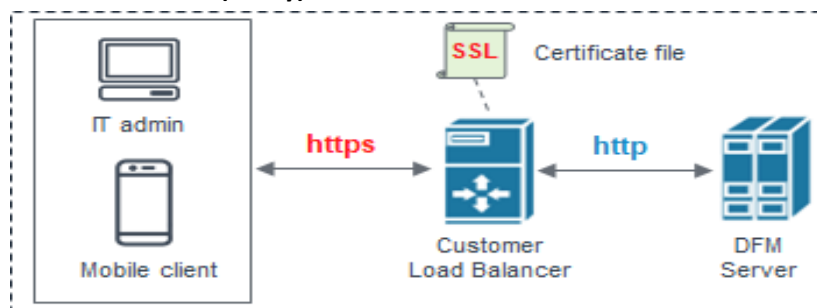 SSL
Certificate file
IT admin
https
http
Mobile client
Customer
Load Balancer
DFM
Server